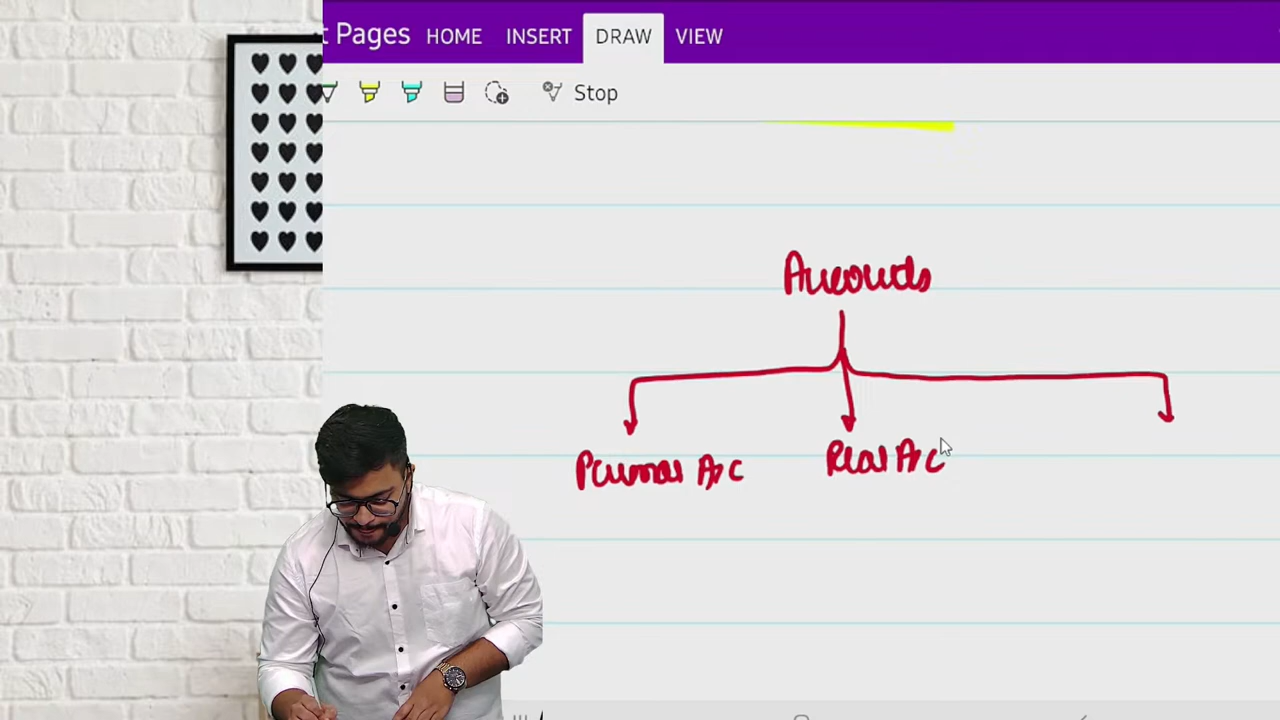 t Pages HOME INSERT DRAW VIEW
Stop
Accounts
Personal A/C Real A/C